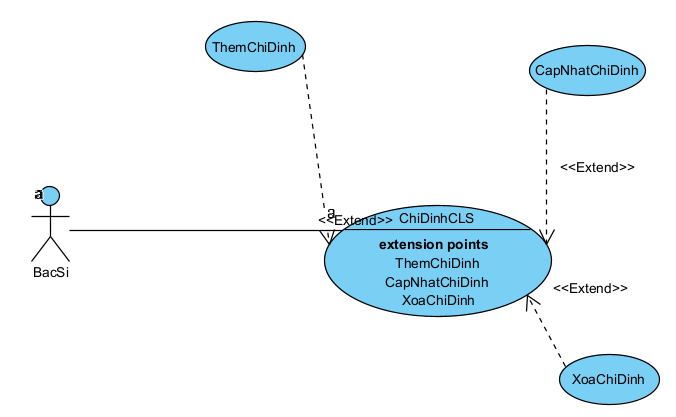 ThemChiDinh
CapNhatChiDinh
<<Extend>>
a
a
<<Extend>>
ChiDinhCLS
extension points
ThemChiDinh
CapNhatChiDinh
XoaChiDinh
BacSi
<<Extend>>
XoaChiDinh